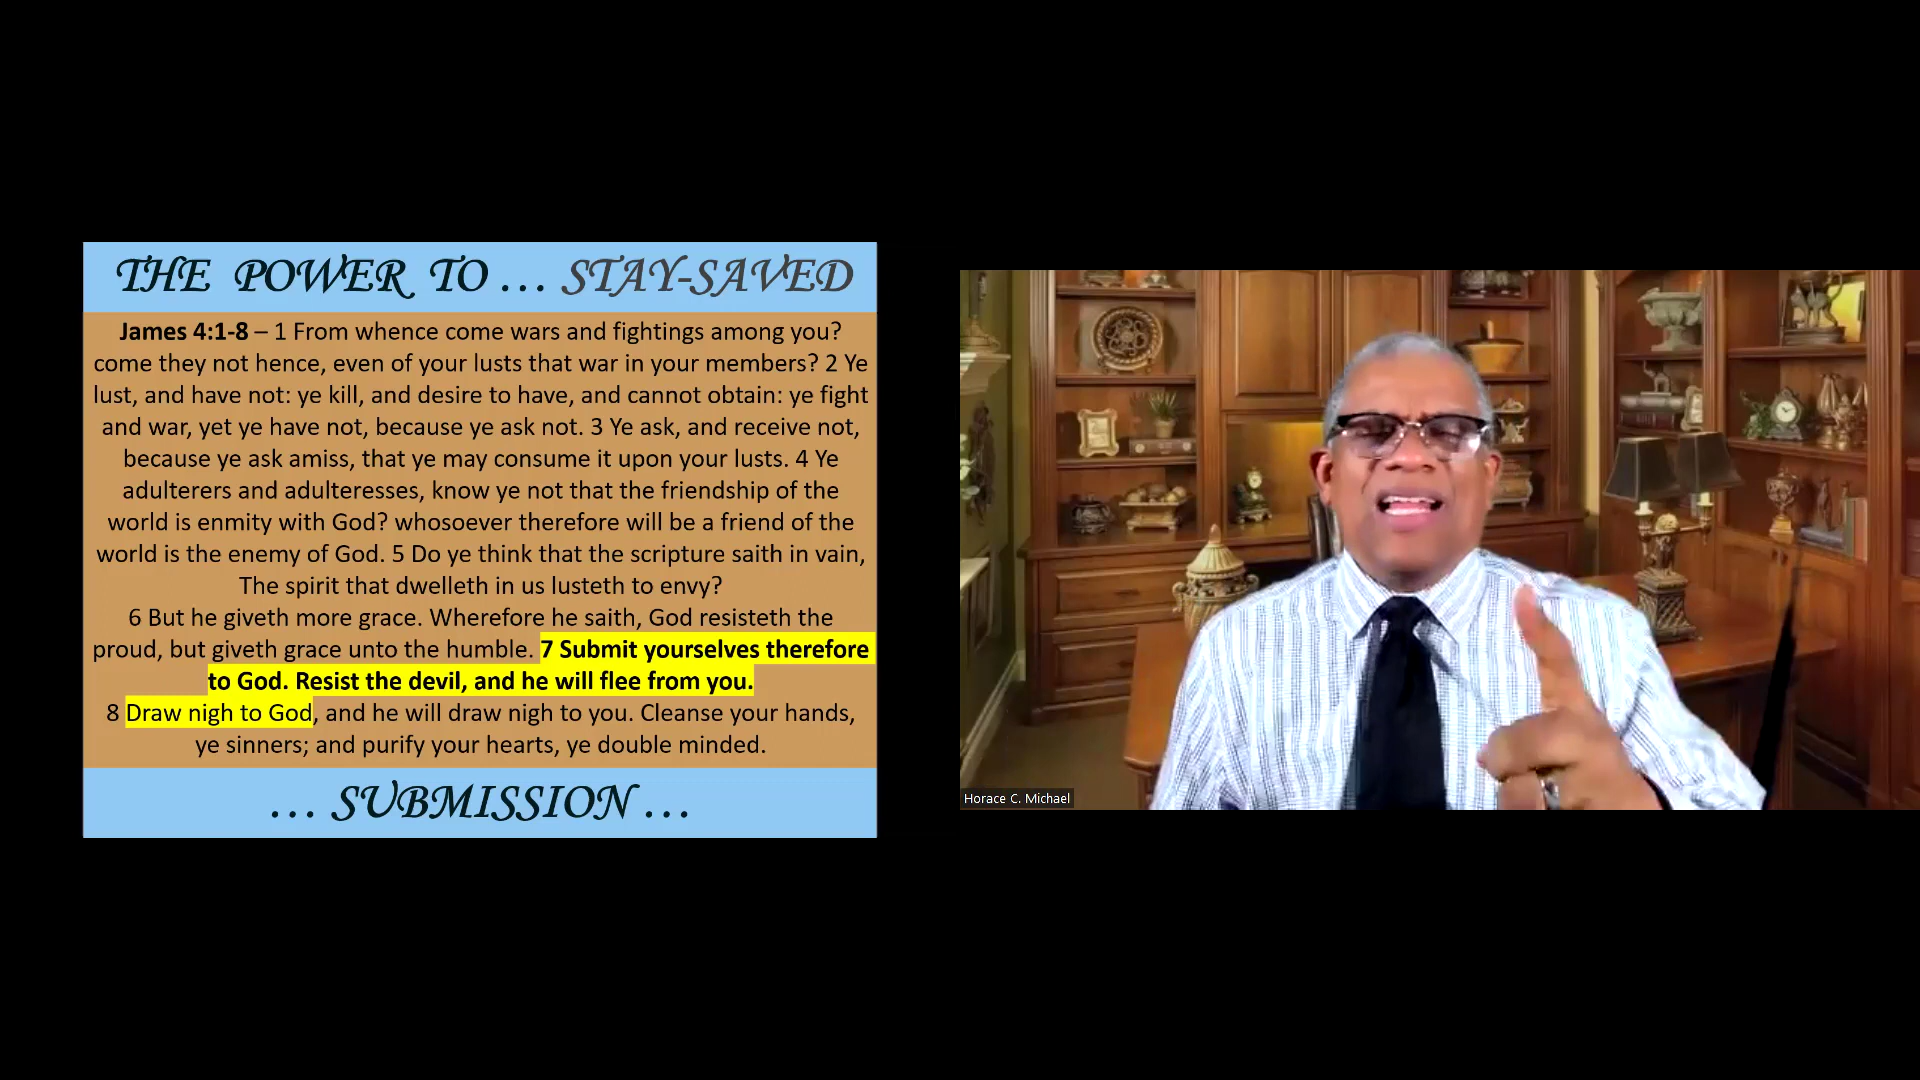 THE POWER TO ... STAY-SAVED
James 4:1-8 – 1 From whence come wars and fightings among you?
come they not hence, even of your lusts that war in your members? 2 Ye
lust, and have not: ye kill, and desire to have, and cannot obtain: ye fight
and war, yet ye have not, because ye ask not. 3 Ye ask, and receive not,
because ye ask amiss, that ye may consume it upon your lusts. 4 Ye
adulterers and adulteresses, know ye not that the friendship of the
world is enmity with God? whosoever therefore will be a friend of the
world is the enemy of God. 5 Do ye think that the scripture saith in vain,
The spirit that dwelleth in us lusteth to envy?
6 But he giveth more grace. Wherefore he saith, God resisteth the
proud, but giveth grace unto the humble. 7 Submit yourselves therefore
to God. Resist the devil, and he will flee from you.
8 Draw nigh to God, and he will draw nigh to you. Cleanse your hands,
ye sinners; and purify your hearts, ye double minded.
... SUBMISSION ...
Horace C. Michael